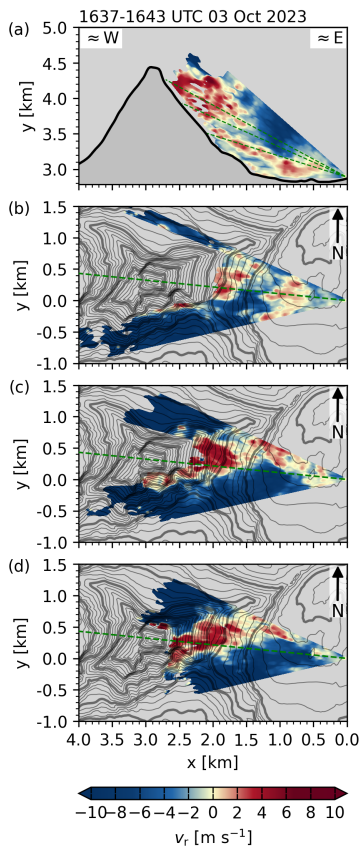 1637-1643 UTC 03 Oct 2023
(a)
≈ W
≈ E
5.0
4.5
4.0
3.5
3.0
y [km]
(b)
1.5
1.0
0.5
0.0
-0.5
-1.0
y [km]
N
(c)
1.5
1.0
0.5
0.0
-0.5
-1.0
y [km]
N
(d)
1.5
1.0
0.5
0.0
-0.5
-1.0
y [km]
N
4.0 3.5 3.0 2.5 2.0 1.5 1.0 0.5 0.0
x [km]
−10 −8 −6 −4 −2 0 2 4 6 8 10
vr [m s⁻¹]